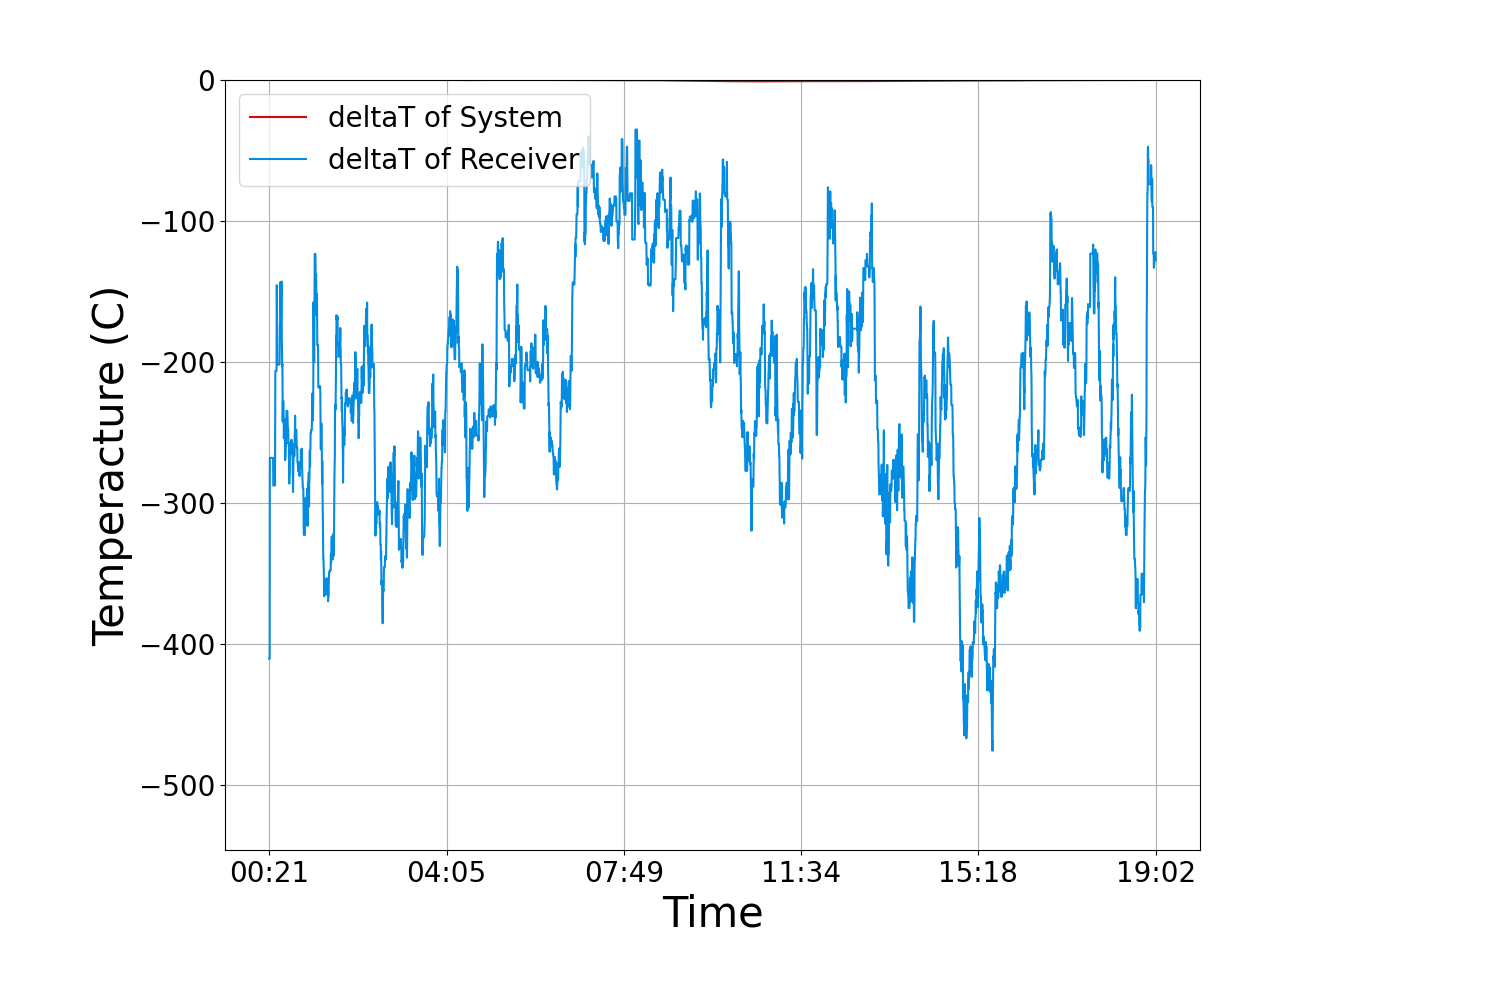 0
−100
−200
−300
−400
−500
Temperacture (C)
deltaT of System
deltaT of Receiver
00:21 04:05 07:49 11:34 15:18 19:02
Time